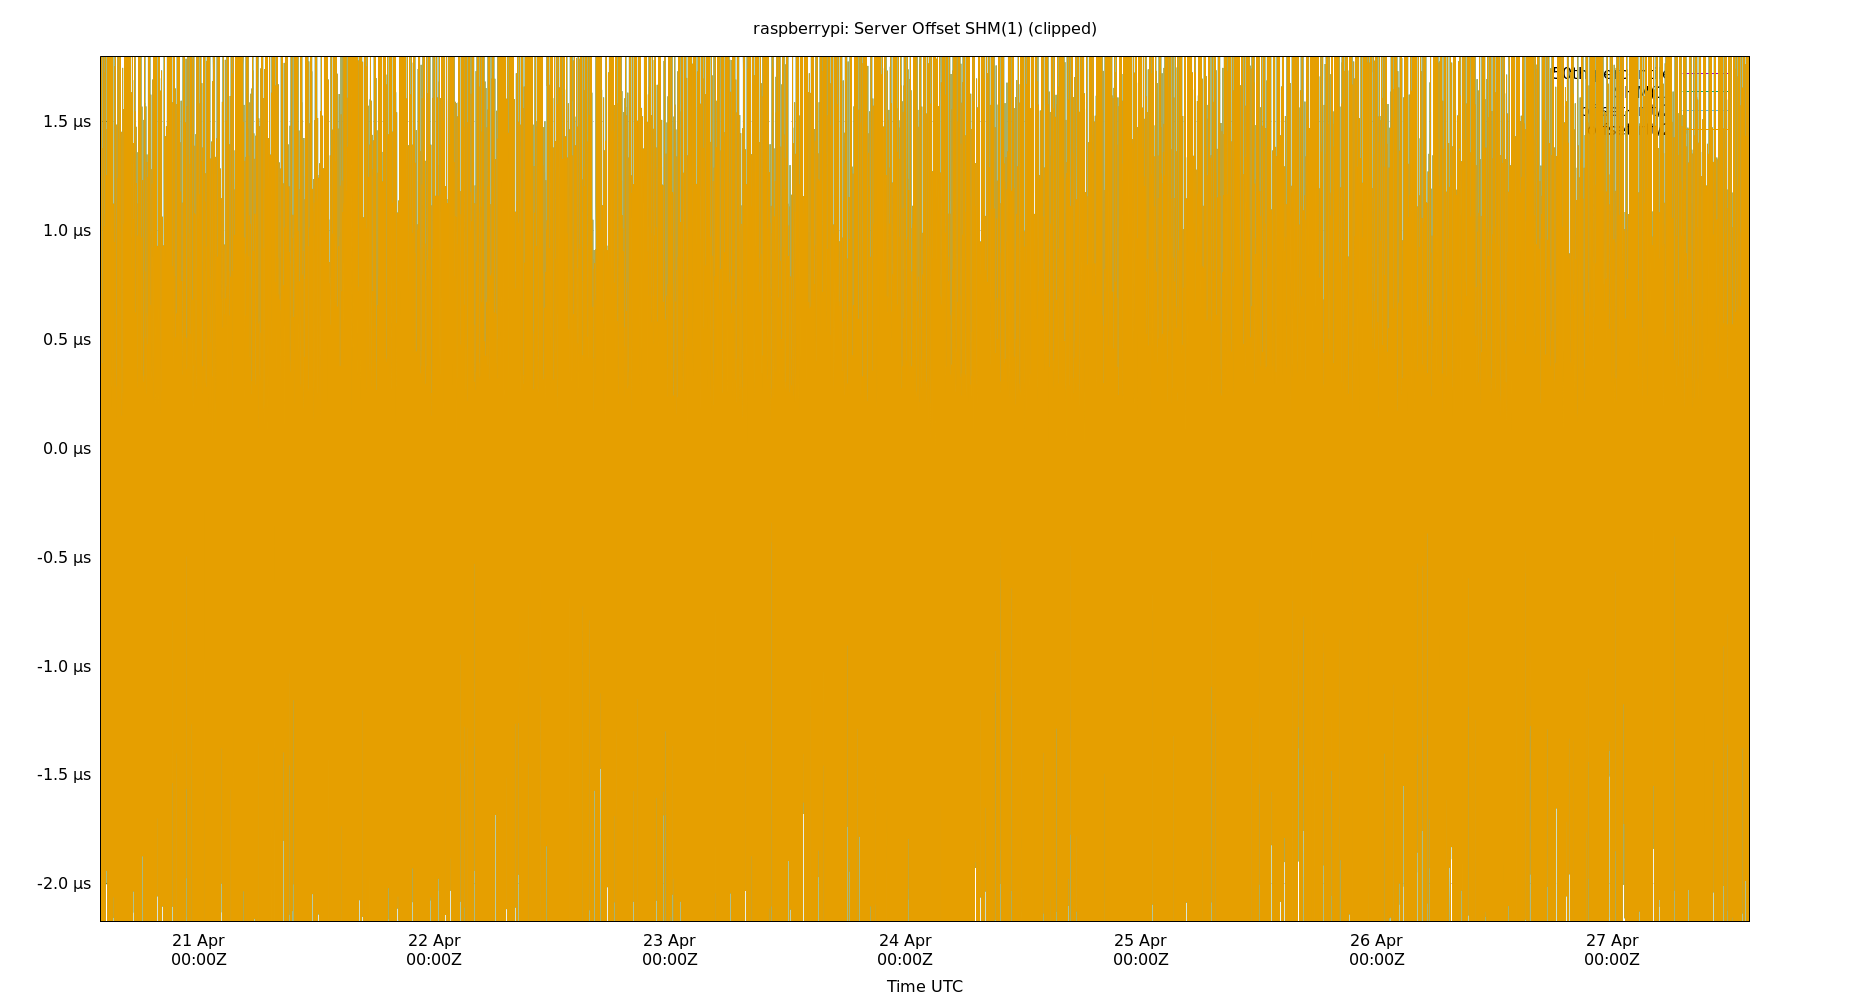 raspberrypi: Server Offset SHM(1) (clipped)
1.5 µs
1.0 µs
0.5 µs
0.0 µs
-0.5 µs
-1.0 µs
-1.5 µs
-2.0 µs
21 Apr
00:00Z
22 Apr
00:00Z
23 Apr
00:00Z
24 Apr
00:00Z
25 Apr
00:00Z
26 Apr
00:00Z
27 Apr
00:00Z
Time UTC